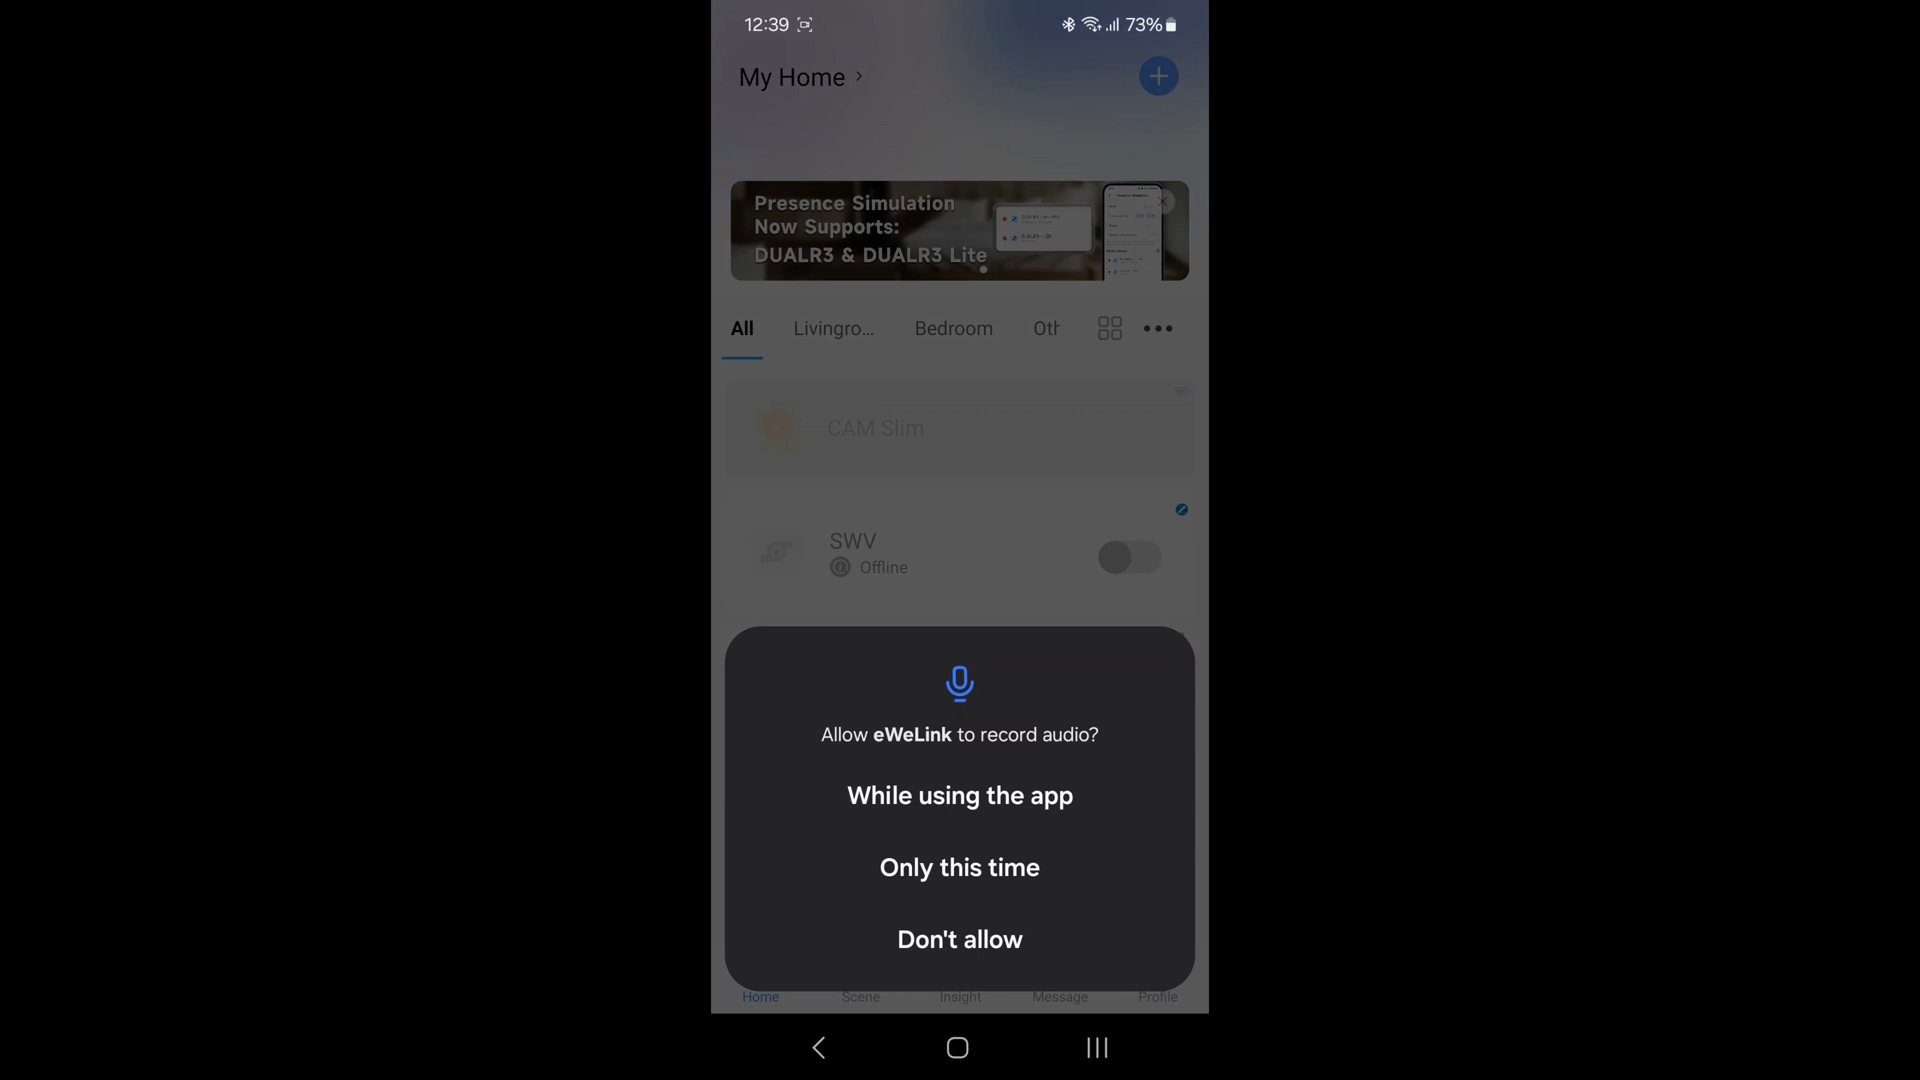 12:39
73%
My Home
Presence Simulation
Now Supports:
DUALR3 & DUALR3 Lite
All Livingro... Bedroom Oth
CAM Slim
SWV
Offline
Allow eWeLink to record audio?
While using the app
Only this time
Don't allow
Home Scene Insight Message Profile